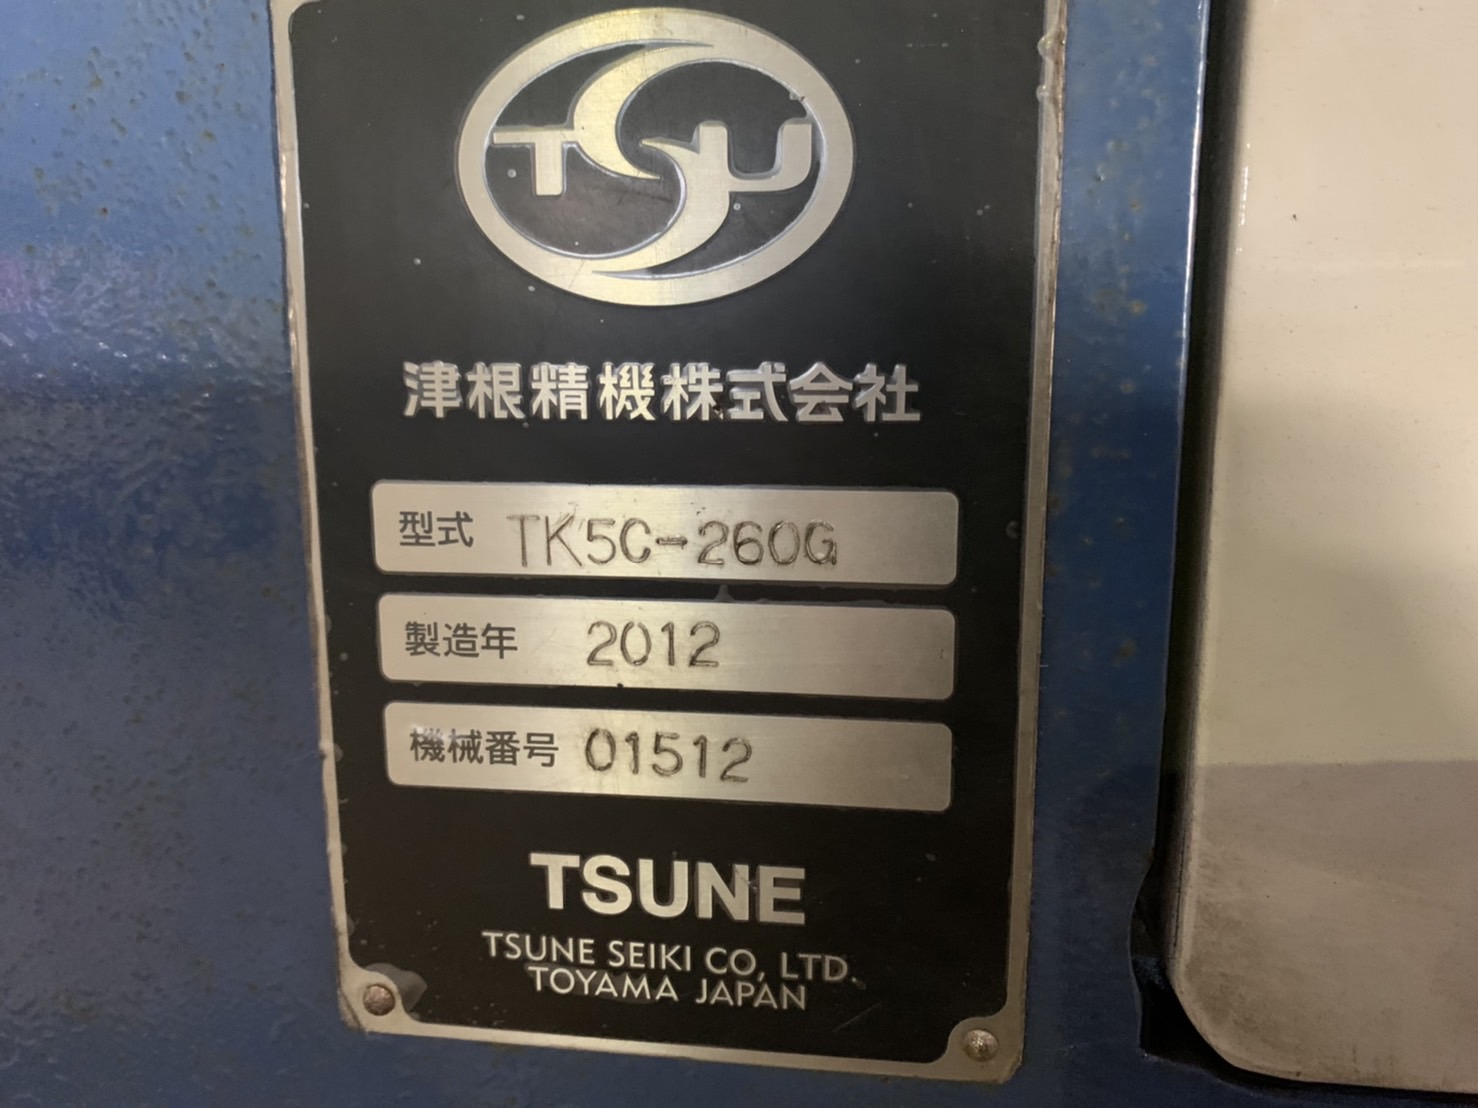 TSU
津根精機株式会社
型式 TK5C-260G
製造年 2012
機械番号 01512
TSUNE
TSUNE SEIKI CO, LTD.
TOYAMA JAPAN